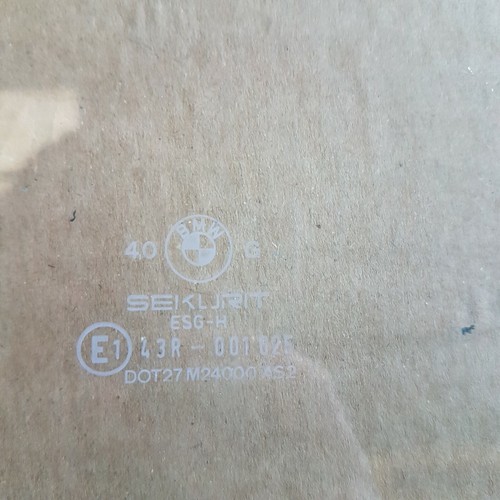 BMW
40 G
SEKURIT
ESG-H
E1 43R - 001025
DOT27 M24000 AS2